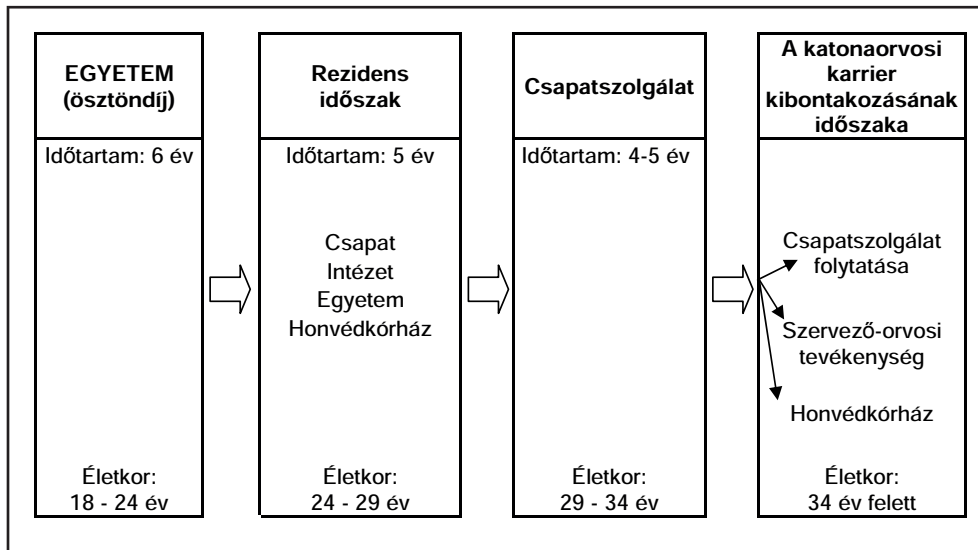 EGYETEM
(ösztöndíj)
Időtartam: 6 év
Életkor:
18 - 24 év
Rezidens
időszak
Időtartam: 5 év
Csapat
Intézet
Egyetem
Honvédkórház
Életkor:
24 - 29 év
Csapatszolgálat
Időtartam: 4-5 év
Életkor:
29 - 34 év
A katonaorvosi
karrier
kibontakozásának
időszaka
Csapatszolgálat
folytatása
Szervező-orvosi
tevékenység
Honvédkórház
Életkor:
34 év felett